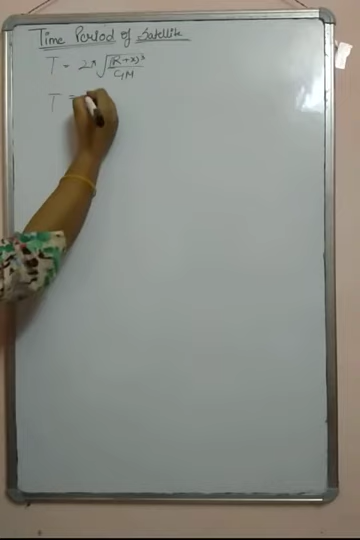 Time Period of Satellite
T = 2π √(R+x)³/GM
T =